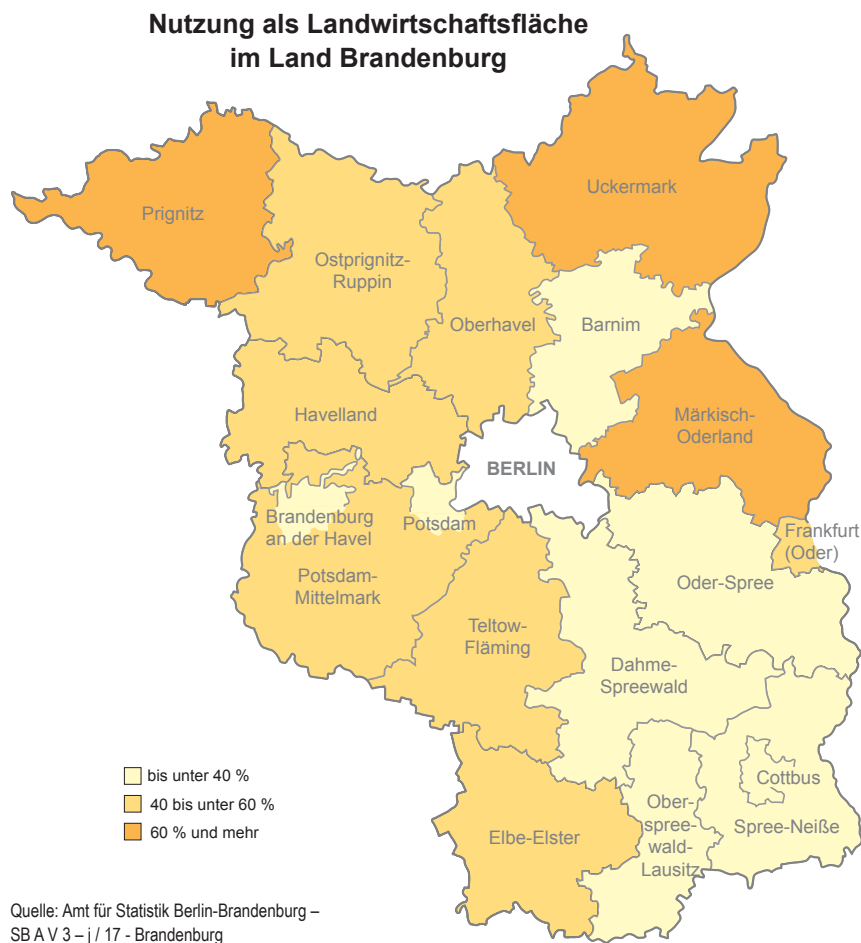 Nutzung als Landwirtschaftsfläche
im Land Brandenburg
Uckermark
Prignitz
Ostprignitz-
Ruppin
Oberhavel
Barnim
Havelland
Märkisch-
Oderland
BERLIN
Brandenburg
an der Havel
Potsdam
Frankfurt
(Oder)
Potsdam-
Mittelmark
Oder-Spree
Teltow-
Fläming
Dahme-
Spreewald
bis unter 40 %
40 bis unter 60 %
60 % und mehr
Cottbus
Ober-
spree-
wald-
Lausitz
Spree-Neiße
Elbe-Elster
Quelle: Amt für Statistik Berlin-Brandenburg –
SB A V 3 – j / 17 - Brandenburg